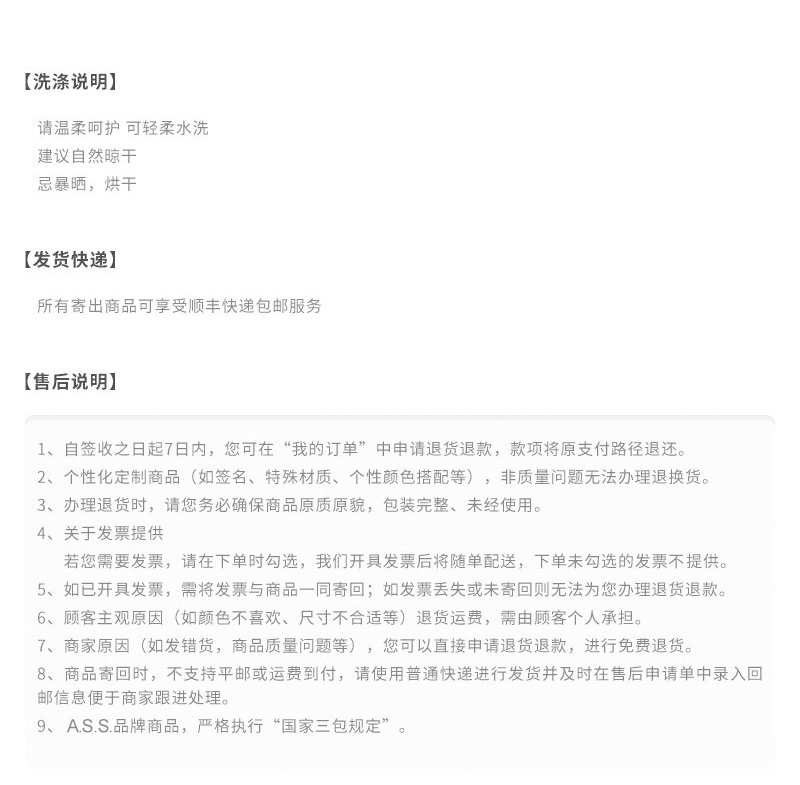 【洗涤说明】
请温柔呵护 可轻柔水洗
建议自然晾干
忌暴晒，烘干
【发货快递】
所有寄出商品可享受顺丰快递包邮服务
【售后说明】
1、自签收之日起7日内，您可在“我的订单”中申请退货退款，款项将原支付路径退还。
2、个性化定制商品（如签名、特殊材质、个性颜色搭配等），非质量问题无法办理退换货。
3、办理退货时，请您务必确保商品原质原貌，包装完整、未经使用。
4、关于发票提供
若您需要发票，请在下单时勾选，我们开具发票后将随单配送，下单未勾选的发票不提供。
5、如已开具发票，需将发票与商品一同寄回；如发票丢失或未寄回则无法为您办理退货退款。
6、顾客主观原因（如颜色不喜欢、尺寸不合适等）退货运费，需由顾客个人承担。
7、商家原因（如发错货，商品质量问题等），您可以直接申请退货退款，进行免费退货。
8、商品寄回时，不支持平邮或运费到付，请使用普通快递进行发货并及时在售后申请单中录入回
邮信息便于商家跟进处理。
9、 A.S.S.品牌商品，严格执行“国家三包规定”。